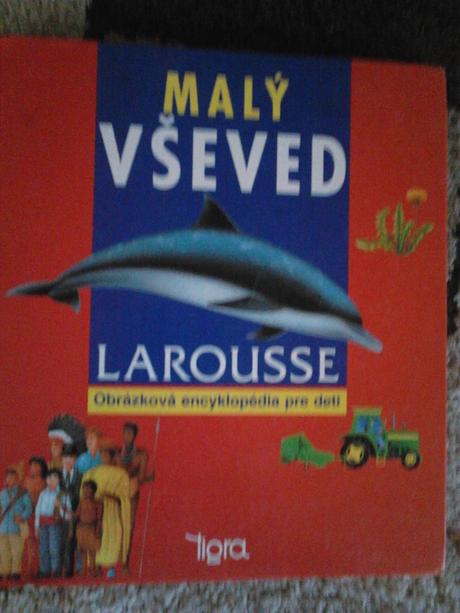 MALÝ
VŠEVED
LAROUSSE
Obrázková encyklopédia pre deti
tigra